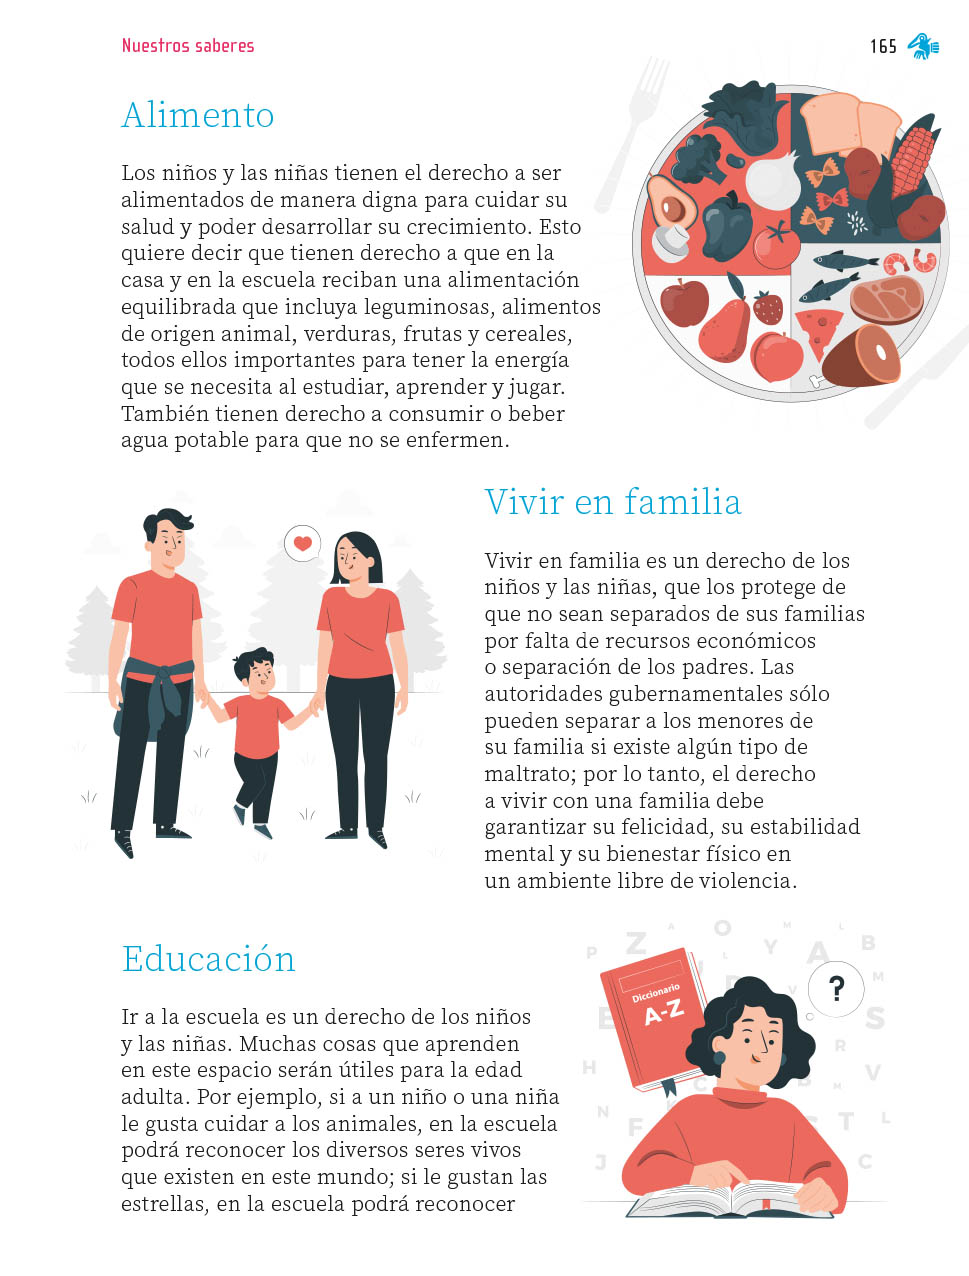 Nuestros saberes
165
Alimento
Los niños y las niñas tienen el derecho a ser
alimentados de manera digna para cuidar su
salud y poder desarrollar su crecimiento. Esto
quiere decir que tienen derecho a que en la
casa y en la escuela reciban una alimentación
equilibrada que incluya leguminosas, alimentos
de origen animal, verduras, frutas y cereales,
todos ellos importantes para tener la energía
que se necesita al estudiar, aprender y jugar.
También tienen derecho a consumir o beber
agua potable para que no se enfermen.
Vivir en familia
Vivir en familia es un derecho de los
niños y las niñas, que los protege de
que no sean separados de sus familias
por falta de recursos económicos
o separación de los padres. Las
autoridades gubernamentales sólo
pueden separar a los menores de
su familia si existe algún tipo de
maltrato; por lo tanto, el derecho
a vivir con una familia debe
garantizar su felicidad, su estabilidad
mental y su bienestar físico en
un ambiente libre de violencia.
Educación
Ir a la escuela es un derecho de los niños
y las niñas. Muchas cosas que aprenden
en este espacio serán útiles para la edad
adulta. Por ejemplo, si a un niño o una niña
le gusta cuidar a los animales, en la escuela
podrá reconocer los diversos seres vivos
que existen en este mundo; si le gustan las
estrellas, en la escuela podrá reconocer
Diccionario
A-Z
?